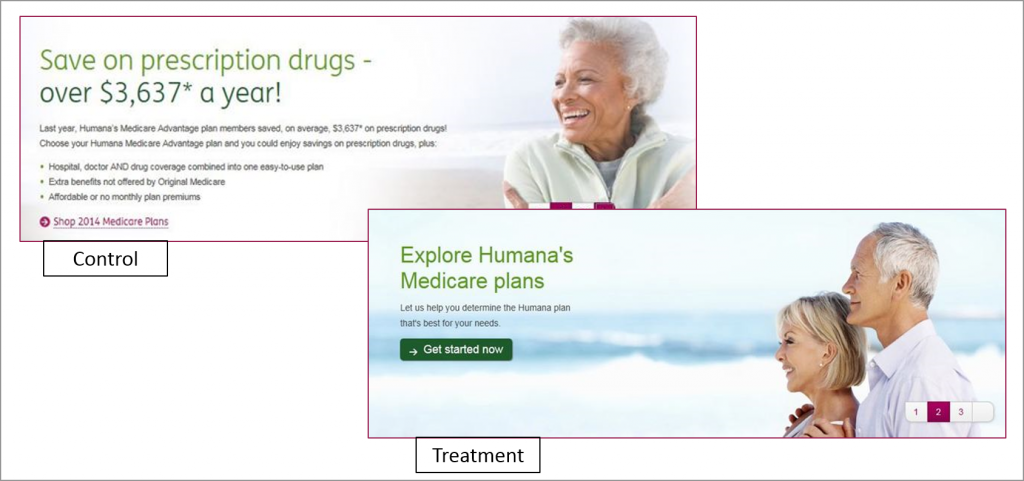 Save on prescription drugs -
over $3,637* a year!
Last year, Humana's Medicare Advantage plan members saved, on average, $3,637* on prescription drugs!
Choose your Humana Medicare Advantage plan and you could enjoy savings on prescription drugs, plus:
• Hospital, doctor AND drug coverage combined into one easy-to-use plan
• Extra benefits not offered by Original Medicare
• Affordable or no monthly plan premiums
Shop 2014 Medicare Plans
Control
Explore Humana's
Medicare plans
Let us help you determine the Humana plan
that's best for your needs.
Get started now
1 2 3
Treatment